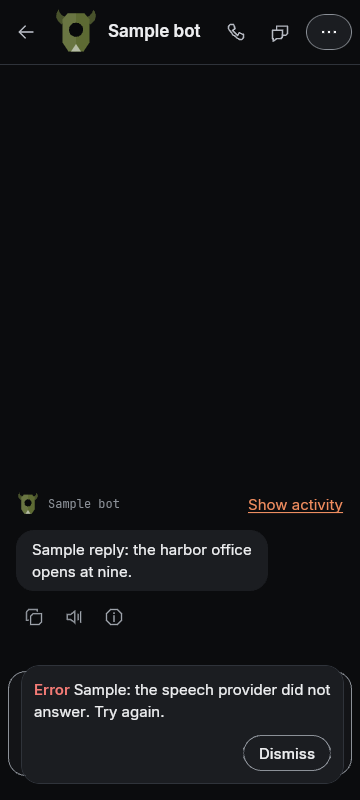 Sample bot
Sample bot
Show activity
Sample reply: the harbor office
opens at nine.
Error Sample: the speech provider did not
answer. Try again.
Dismiss